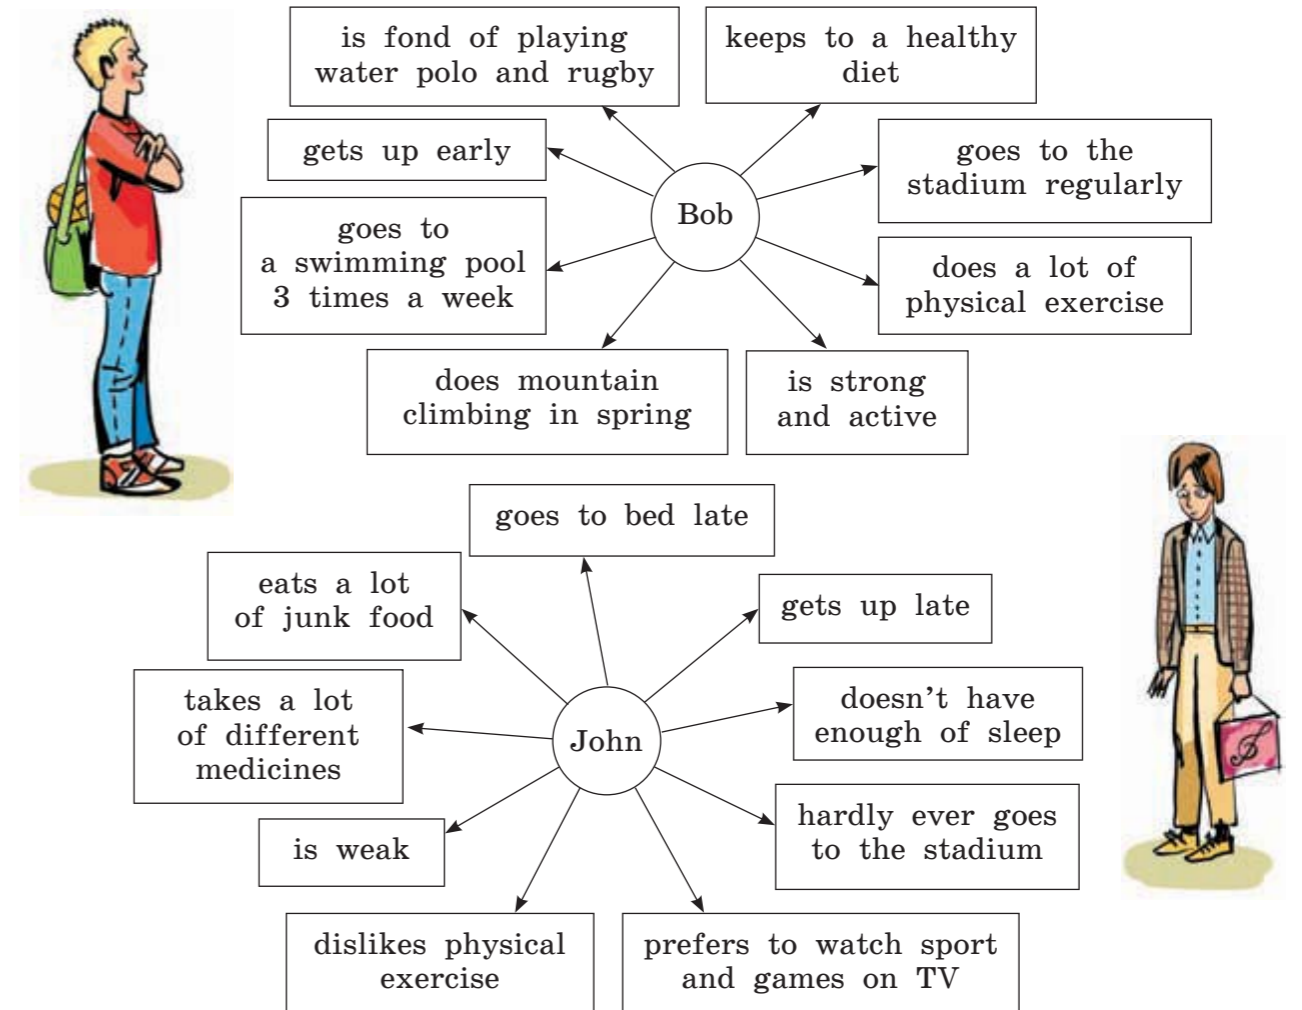 is fond of playing
water polo and rugby
keeps to a healthy
diet
gets up early
goes to the
stadium regularly
Bob
goes to
a swimming pool
3 times a week
does a lot of
physical exercise
does mountain
climbing in spring
is strong
and active
goes to bed late
eats a lot
of junk food
gets up late
takes a lot
of different
medicines
John
doesn't have
enough of sleep
is weak
hardly ever goes
to the stadium
dislikes physical
exercise
prefers to watch sport
and games on TV